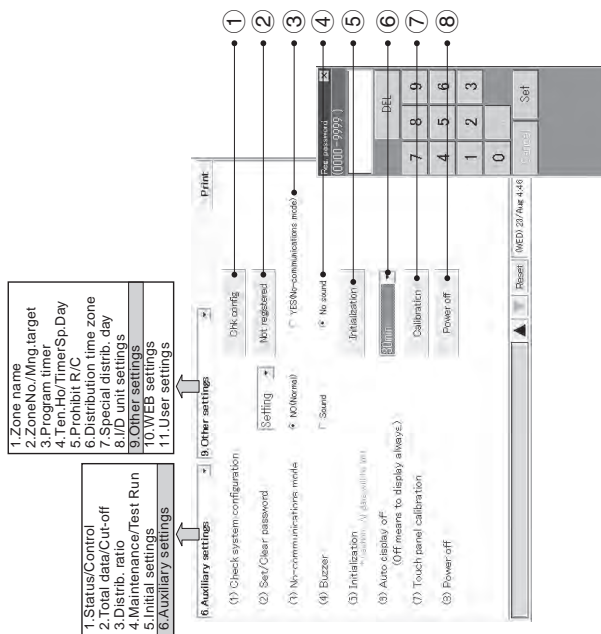 1.Status/Control
2.Total data/Cut-off
3.Distrib. ratio
4.Maintenance/Test Run
5.Initial settings
6.Auxiliary settings
1.Zone name
2.ZoneNo./Mng.target
3.Program timer
4.Ten.Ho/TimerSp.Day
5.Prohibit R/C
6.Distribution time zone
7.Special distrib. day
8.I/D unit settings
9.Other settings
10.WEB settings
11.User settings
6.Auxiliary settings
9.Other settings
Print
(1) Check system configuration
Chk config
①
(2) Set/Clear password
Setting
Not registered
②
(3) No-communications mode
NO(Normal)
YES(No-communications mode)
③
(4) Buzzer
Sound
No sound
④
(5) Initialization
Initialization
⑤
(6) Auto display off
(Off means to display always.)
30min
⑥
(7) Touch panel calibration
Calibration
⑦
(8) Power off
Power off
⑧
Reset
(WED) 23/Aug 4:46
Reg. password
(0000-9999 )
DEL
7 8 9
4 5 6
1 2 3
0
Cancel
Set